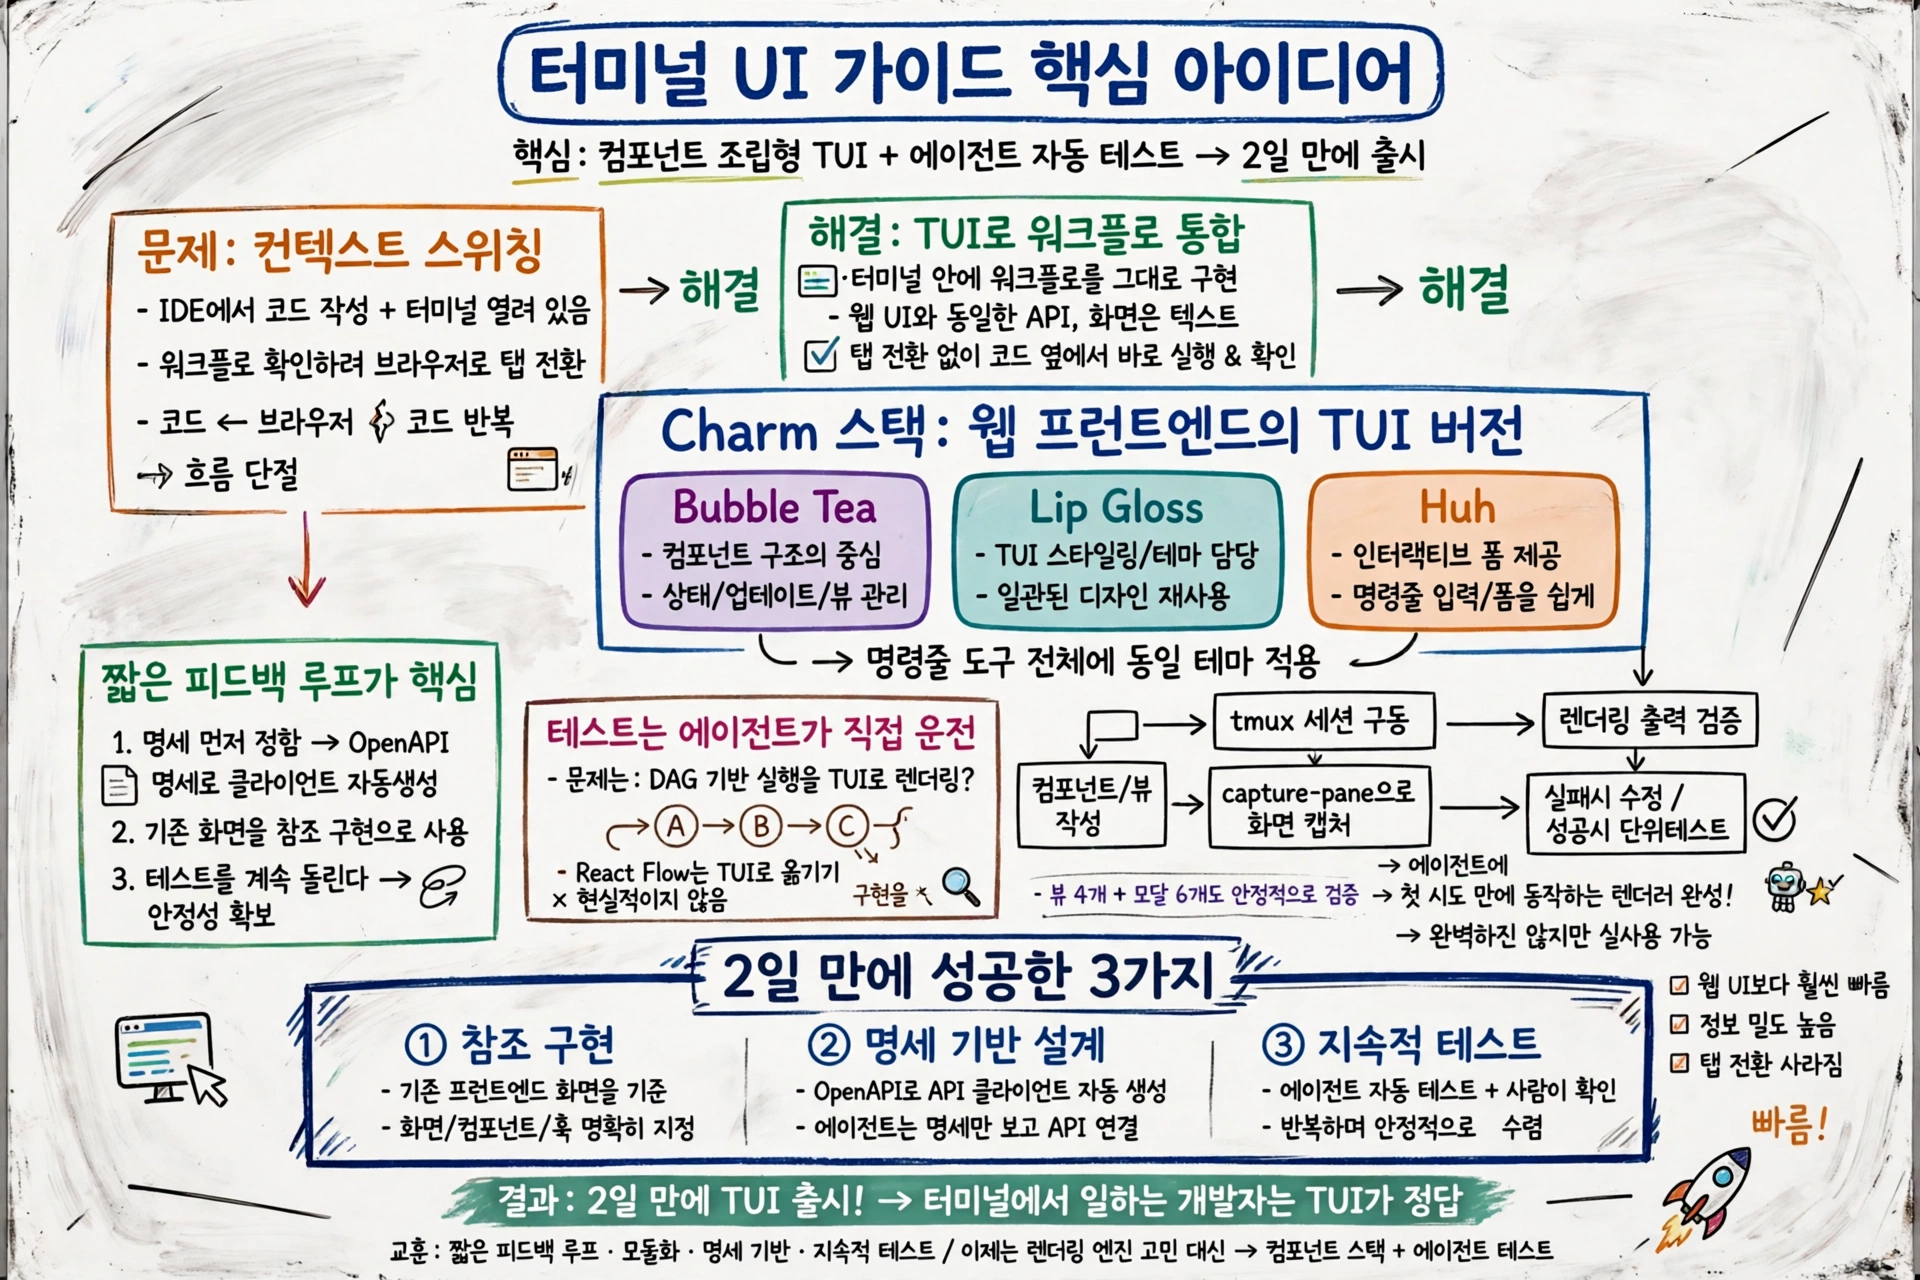 터미널 UI 가이드 핵심 아이디어
핵심: 컴포넌트 조립형 TUI + 에이전트 자동 테스트 → 2일 만에 출시
문제: 컨텍스트 스위칭
- IDE에서 코드 작성 + 터미널 열려 있음
- 워크플로 확인하려 브라우저로 탭 전환
- 코드 ← 브라우저 코드 반복
→ 흐름 단절
→ 해결
해결: TUI로 워크플로 통합
·터미널 안에 워크플로를 그대로 구현
- 웹 UI와 동일한 API, 화면은 텍스트
탭 전환 없이 코드 옆에서 바로 실행 & 확인
→ 해결
Charm 스택: 웹 프런트엔드의 TUI 버전
Bubble Tea
- 컴포넌트 구조의 중심
- 상태/업테이트/뷰 관리
Lip Gloss
- TUI 스타일링/테마 담당
- 일관된 디자인 재사용
Huh
- 인터랙티브 폼 제공
- 명령줄 입력/폼을 쉽게
→ 명령줄 도구 전체에 동일 테마 적용
짧은 피드백 루프가 핵심
1. 명세 먼저 정함 → OpenAPI
명세로 클라이언트 자동생성
2. 기존 화면을 참조 구현으로 사용
3. 테스트를 계속 돌린다 →
안정성 확보
테스트는 에이전트가 직접 운전
- 문제는: DAG 기반 실행을 TUI로 렌더링?
A → B → C
- React Flow는 TUI로 옮기기
× 현실적이지 않음
구현을
tmux 세션 구동
렌더링 출력 검증
컴포넌트/뷰
작성
capture-pane으로
화면 캡처
실패시 수정 /
성공시 단위테스트
→ 에이전트에
- 뷰 4개 + 모달 6개도 안정적으로 검증
→ 첫 시도 만에 동작하는 렌더러 완성!
→ 완벽하진 않지만 실사용 가능
2일 만에 성공한 3가지
① 참조 구현
- 기존 프런트엔드 화면을 기준
- 화면/컴포넌트/훅 명확히 지정
② 명세 기반 설계
- OpenAPI로 API 클라이언트 자동 생성
- 에이전트는 명세만 보고 API 연결
③ 지속적 테스트
- 에이전트 자동 테스트 + 사람이 확인
- 반복하며 안정적으로 수렴
웹 UI보다 훨씬 빠름
정보 밀도 높음
탭 전환 사라짐
빠름!
결과: 2일 만에 TUI 출시! → 터미널에서 일하는 개발자는 TUI가 정답
교훈: 짧은 피드백 루프 · 모듈화 · 명세 기반 · 지속적 테스트 / 이제는 렌더링 엔진 고민 대신 → 컴포넌트 스택 + 에이전트 테스트